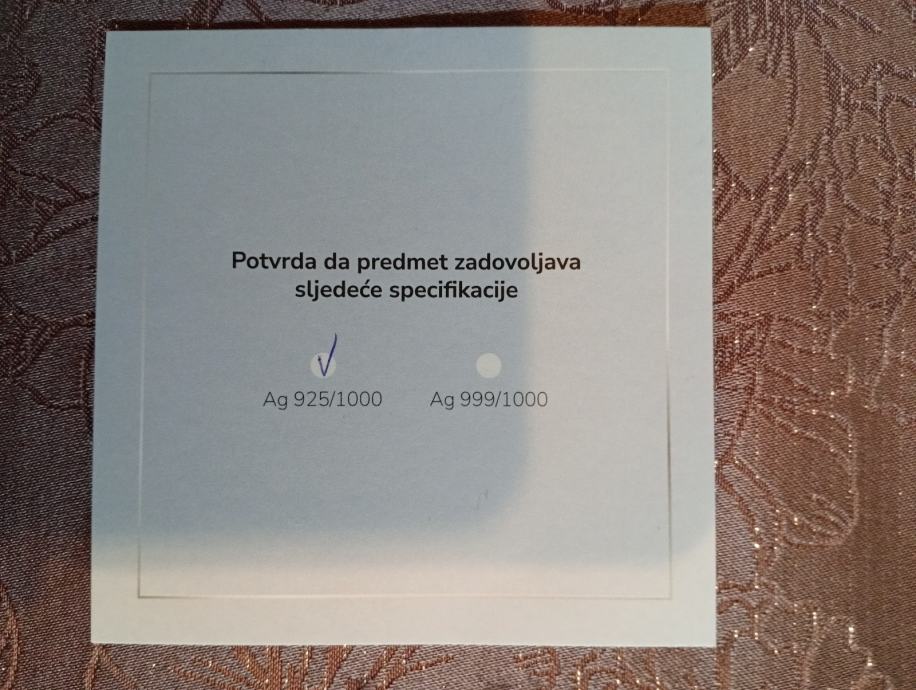 Potvrda da predmet zadovoljava
sljedeće specifikacije
Ag 925/1000 Ag 999/1000